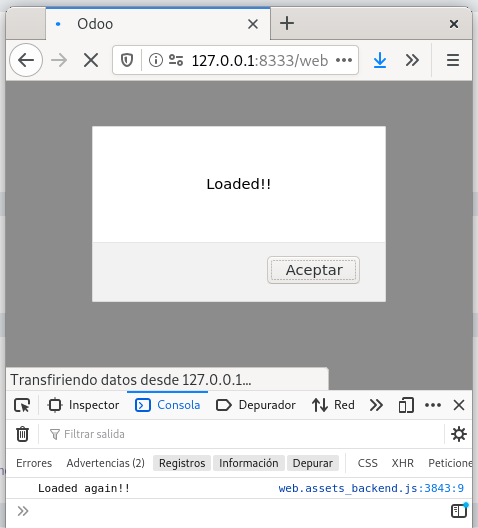 Odoo
127.0.0.1:8333/web
Loaded!!
Aceptar
Transfiriendo datos desde 127.0.0.1...
Inspector Consola Depurador Red
Filtrar salida
Errores Advertencias (2) Registros Información Depurar CSS XHR Peticione
Loaded again!! web.assets_backend.js:3843:9